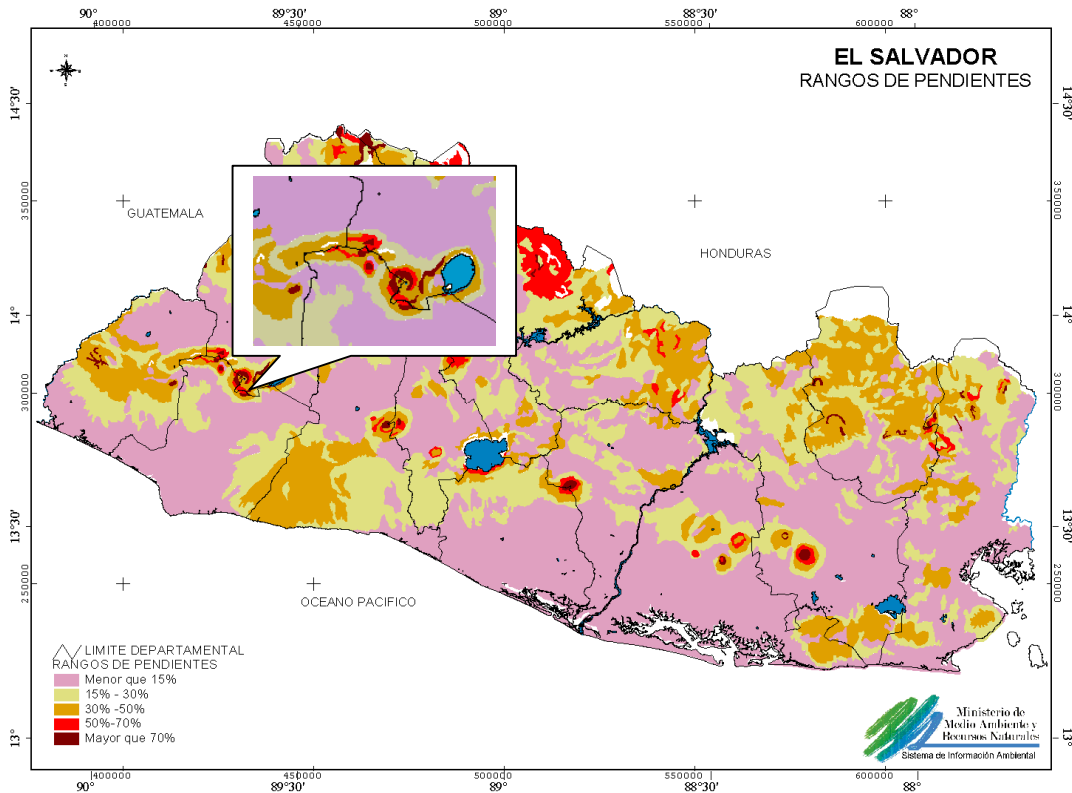 90° 89°30' 89° 88°30' 88°
400000 450000 500000 550000 600000
EL SALVADOR
RANGOS DE PENDIENTES
14°30' 14°30'
350000 350000
GUATEMALA
HONDURAS
14° 14°
300000 300000
13°30' 13°30'
250000 250000
OCEANO PACIFICO
LIMITE DEPARTAMENTAL
RANGOS DE PENDIENTES
Menor que 15%
15% - 30%
30% -50%
50%-70%
Mayor que 70%
Ministerio de
Medio Ambiente y
Recursos Naturales
Sistema de Información Ambiental
13° 13°
400000 450000 500000 550000 600000
90° 89°30' 89° 88°30' 88°